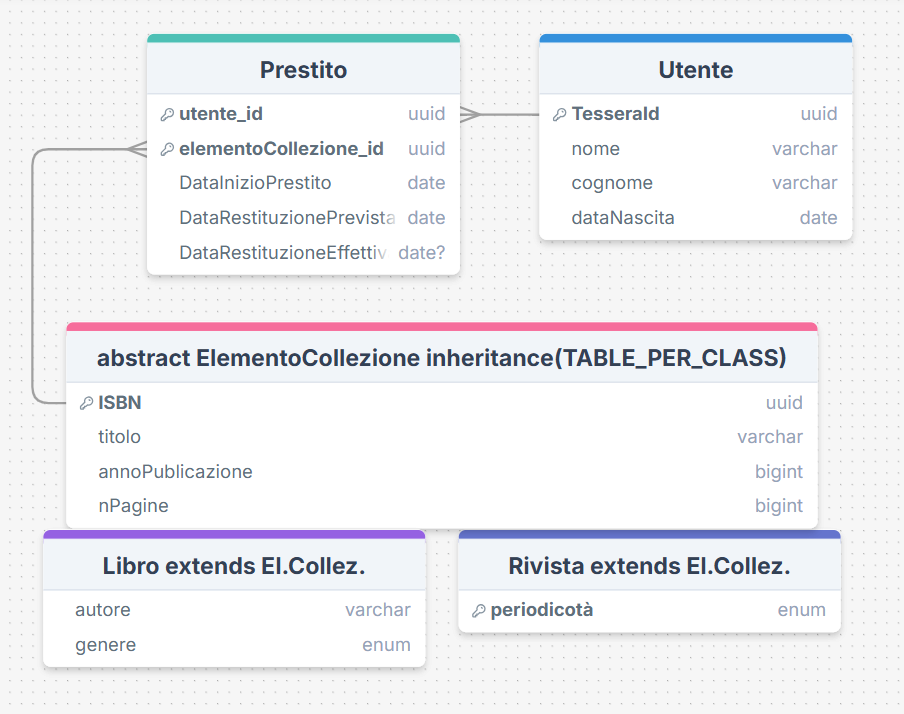 Prestito
utente_id uuid
elementoCollezione_id uuid
DataInizioPrestito date
DataRestituzionePrevista date
DataRestituzioneEffettiv date?
Utente
TesseraId uuid
nome varchar
cognome varchar
dataNascita date
abstract ElementoCollezione inheritance(TABLE_PER_CLASS)
ISBN uuid
titolo varchar
annoPublicazione bigint
nPagine bigint
Libro extends El.Collez.
autore varchar
genere enum
Rivista extends El.Collez.
periodicotà enum